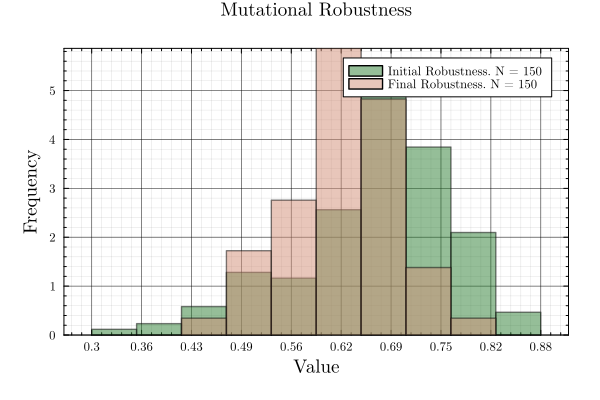 Mutational Robustness
Initial Robustness. N = 150
Final Robustness. N = 150
Frequency
5
4
3
2
1
0
0.3 0.36 0.43 0.49 0.56 0.62 0.69 0.75 0.82 0.88
Value